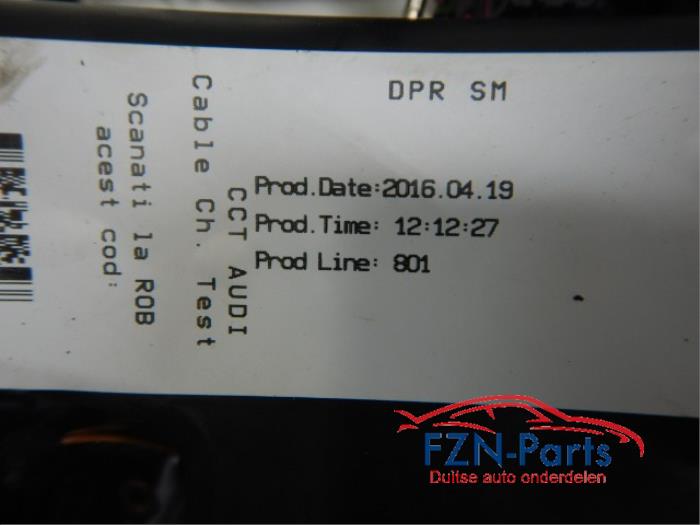 DPR SM
Prod.Date:2016.04.19
Prod.Time: 12:12:27
Prod Line: 801
CCT AUDI
Cable Ch. Test
Scanati la ROB
acest cod:
FZN-Parts
Duitse auto onderdelen